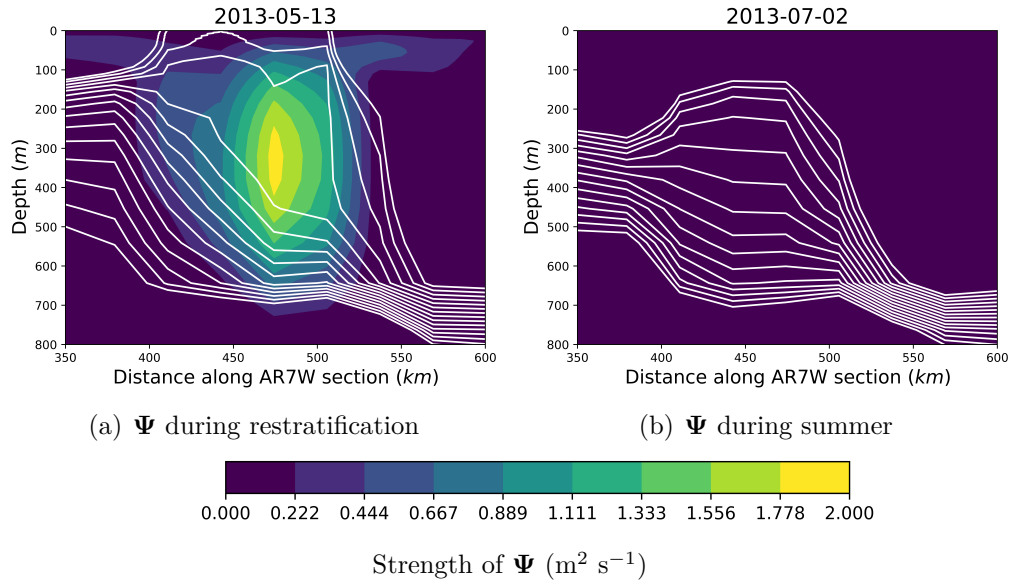 2013-05-13
0
100
200
300
400
500
600
700
800
Depth (m)
350 400 450 500 550 600
Distance along AR7W section (km)
(a) Ψ during restratification
2013-07-02
0
100
200
300
400
500
600
700
800
Depth (m)
350 400 450 500 550 600
Distance along AR7W section (km)
(b) Ψ during summer
0.000 0.222 0.444 0.667 0.889 1.111 1.333 1.556 1.778 2.000
Strength of Ψ (m² s⁻¹)